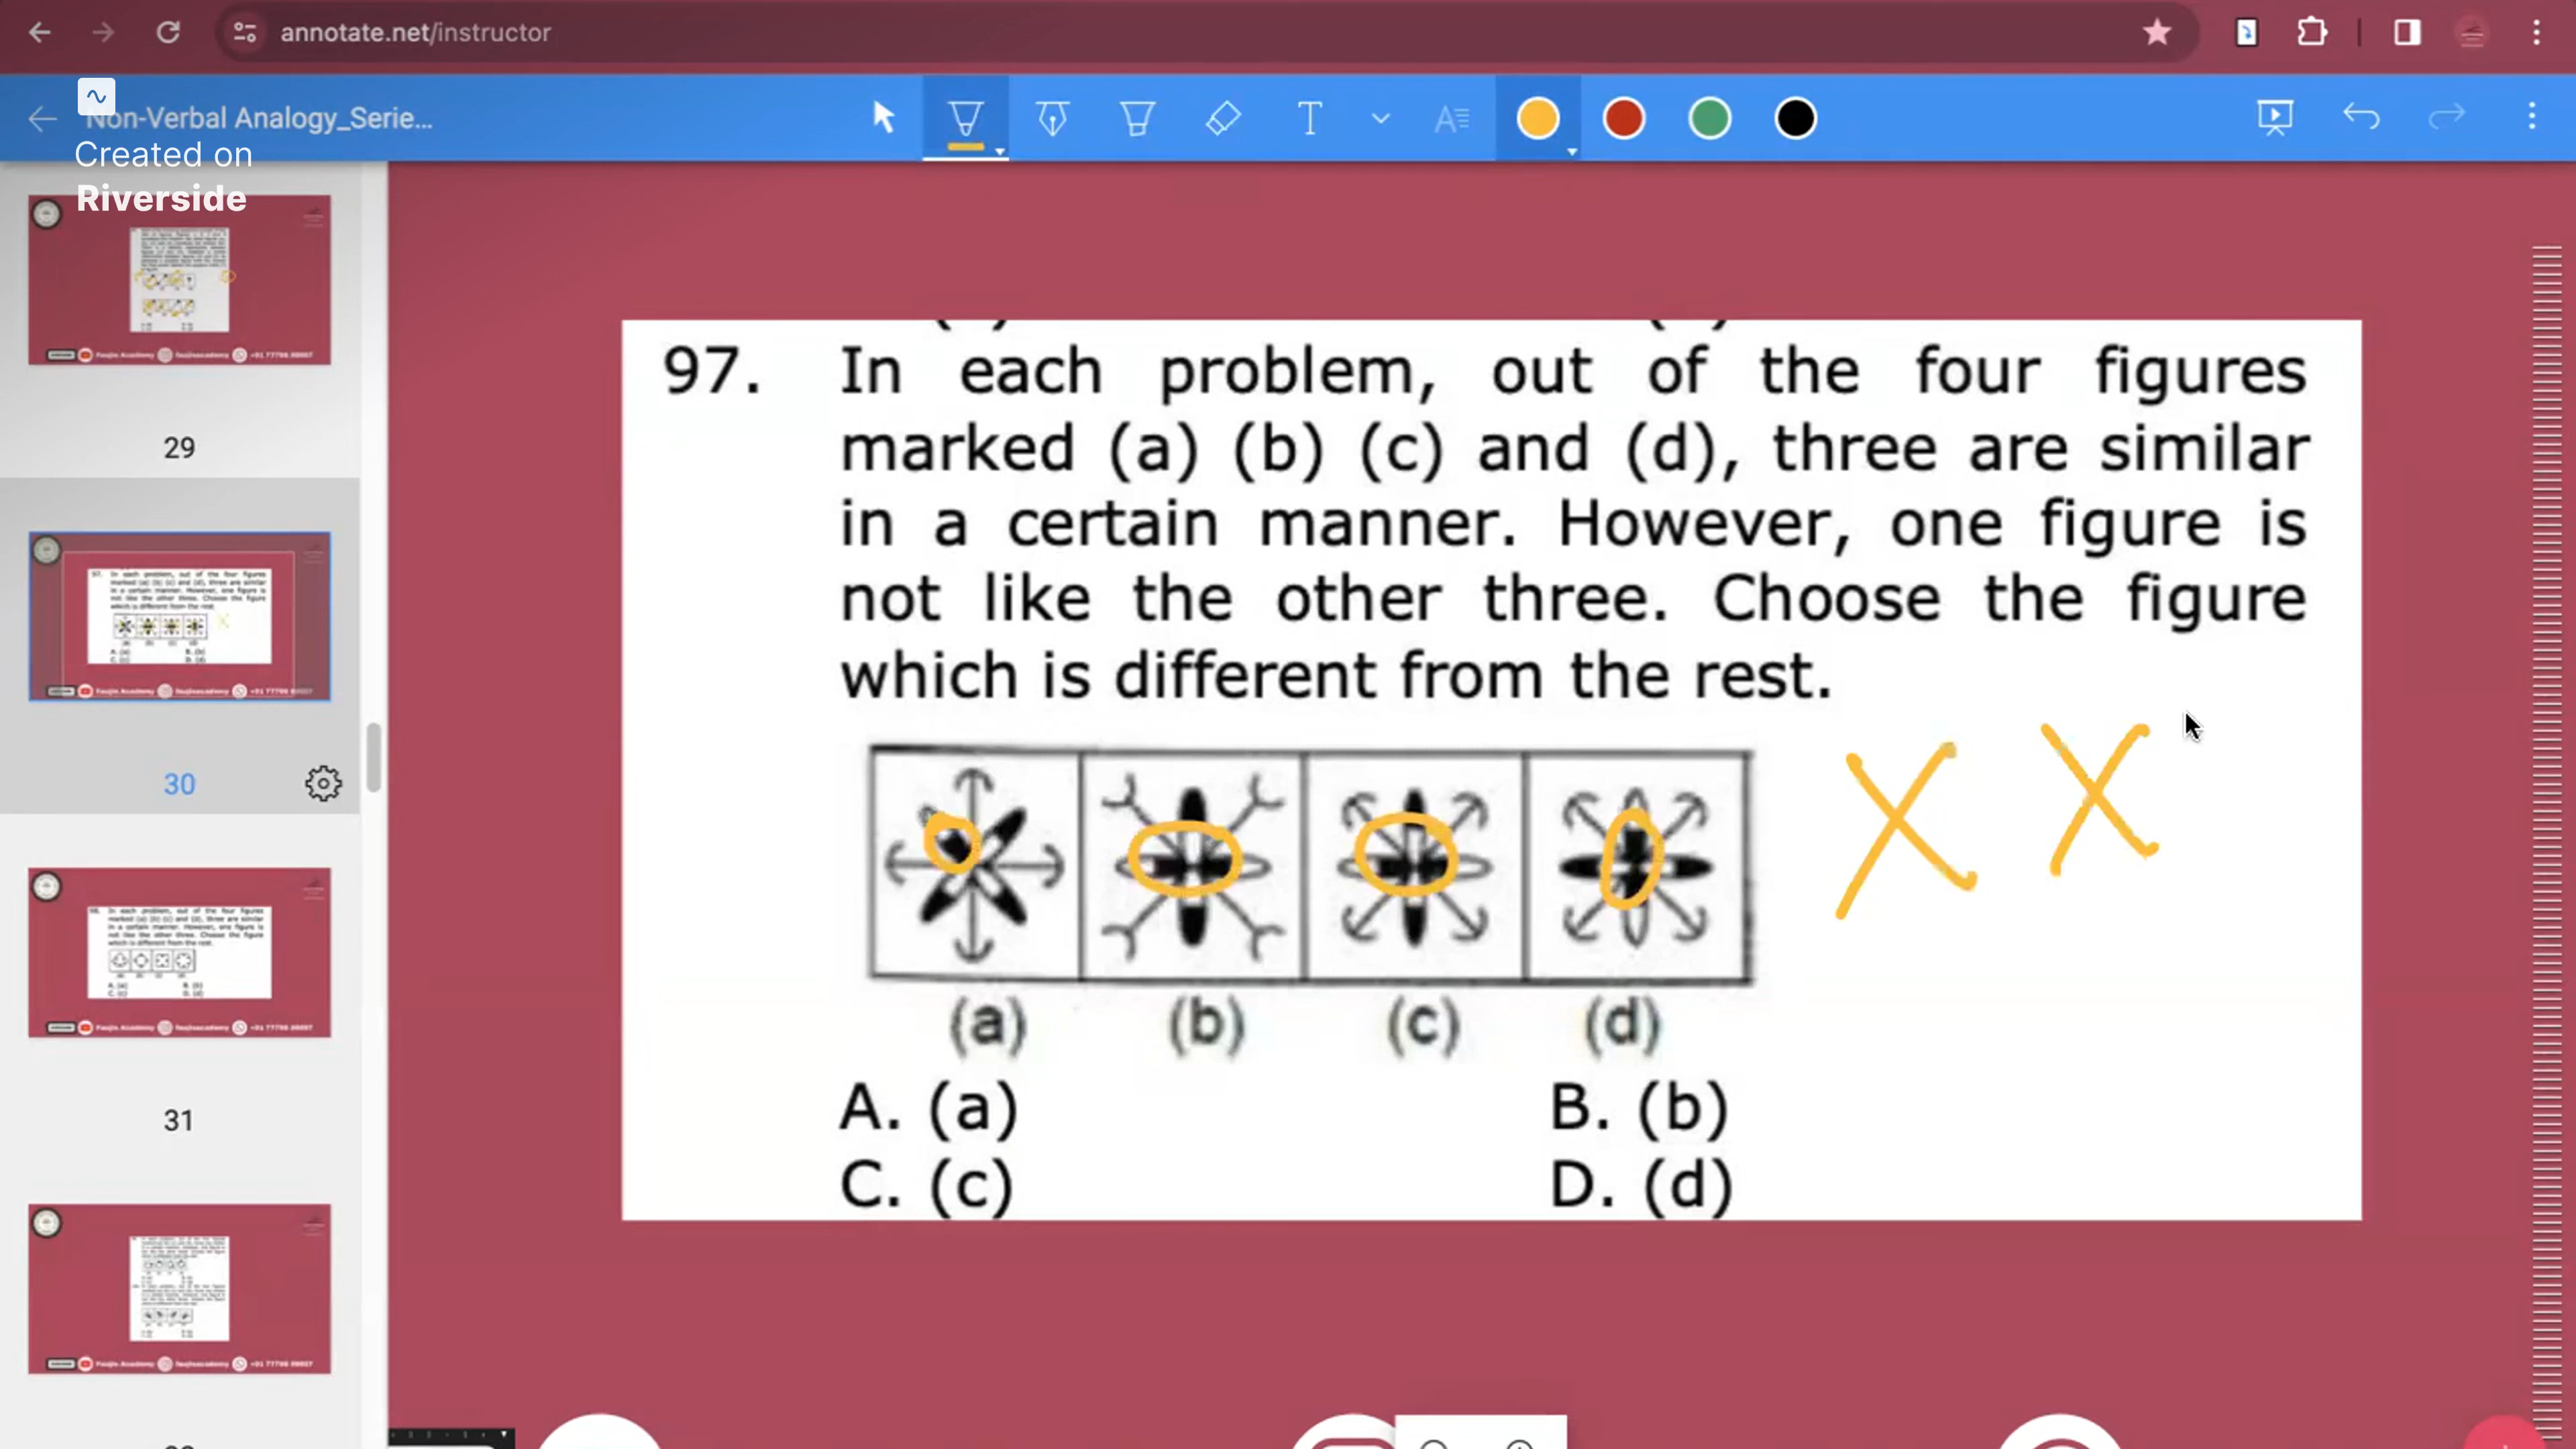 annotate.net/instructor
Non-Verbal Analogy_Serie...
Created on
Riverside
29
30
31
97. In each problem, out of the four figures
marked (a) (b) (c) and (d), three are similar
in a certain manner. However, one figure is
not like the other three. Choose the figure
which is different from the rest.
(a) (b) (c) (d)
A. (a) B. (b)
C. (c) D. (d)
X X